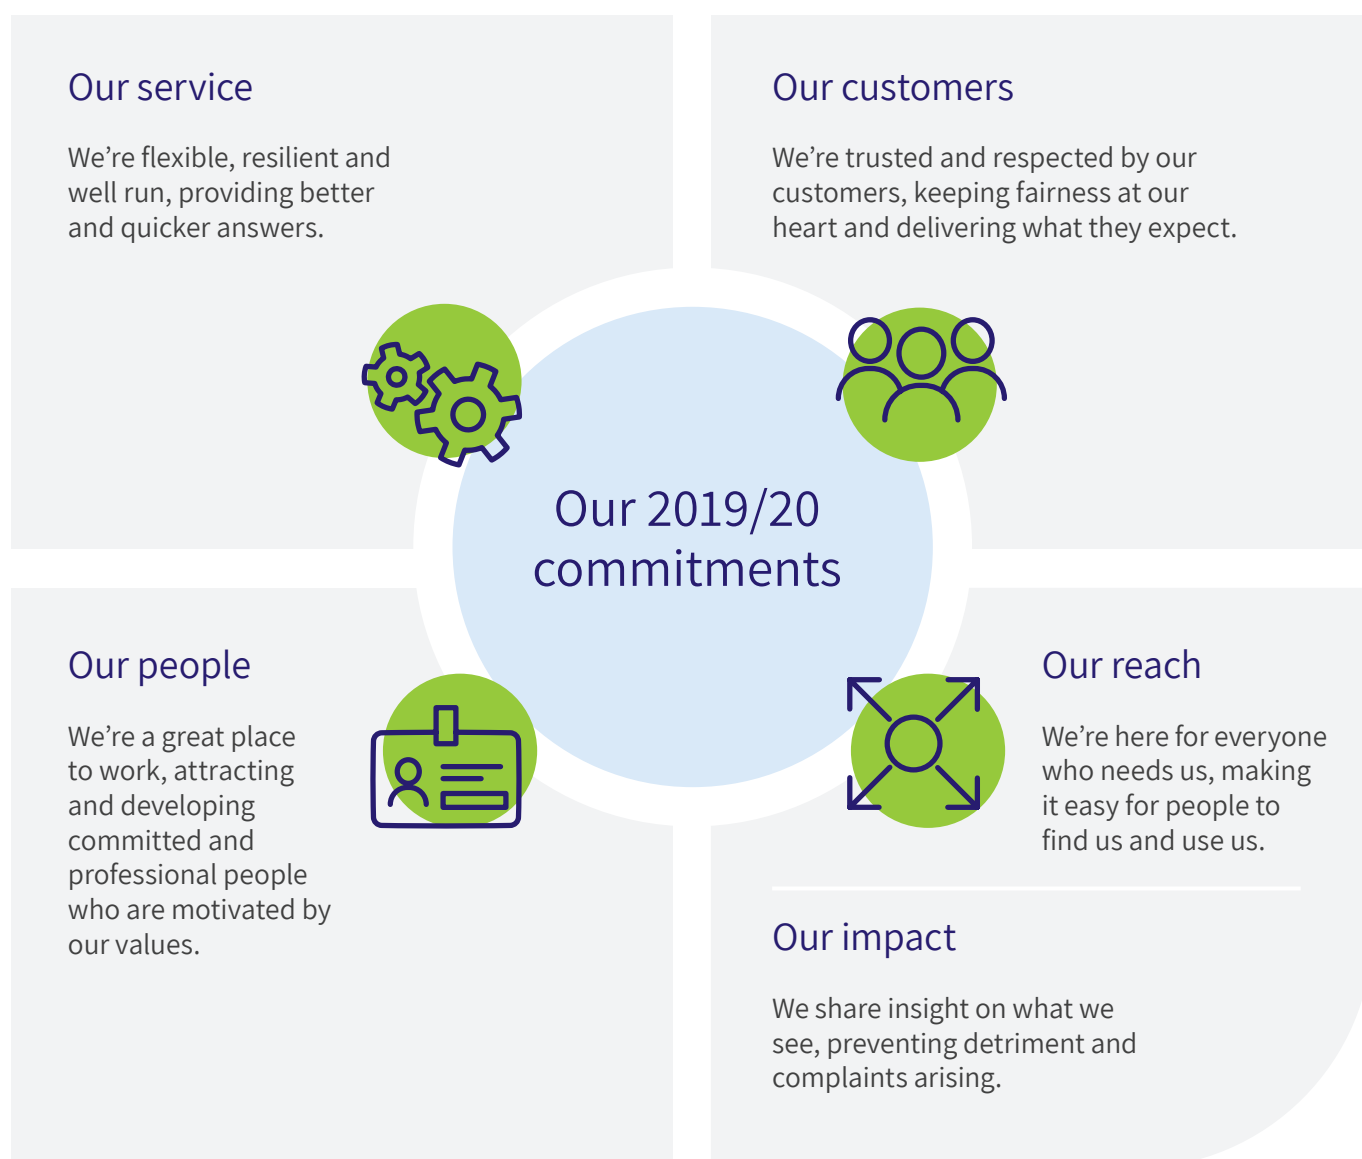 Our service
We’re flexible, resilient and
well run, providing better
and quicker answers.
Our customers
We’re trusted and respected by our
customers, keeping fairness at our
heart and delivering what they expect.
Our 2019/20
commitments
Our people
We’re a great place
to work, attracting
and developing
committed and
professional people
who are motivated by
our values.
Our reach
We’re here for everyone
who needs us, making
it easy for people to
find us and use us.
Our impact
We share insight on what we
see, preventing detriment and
complaints arising.